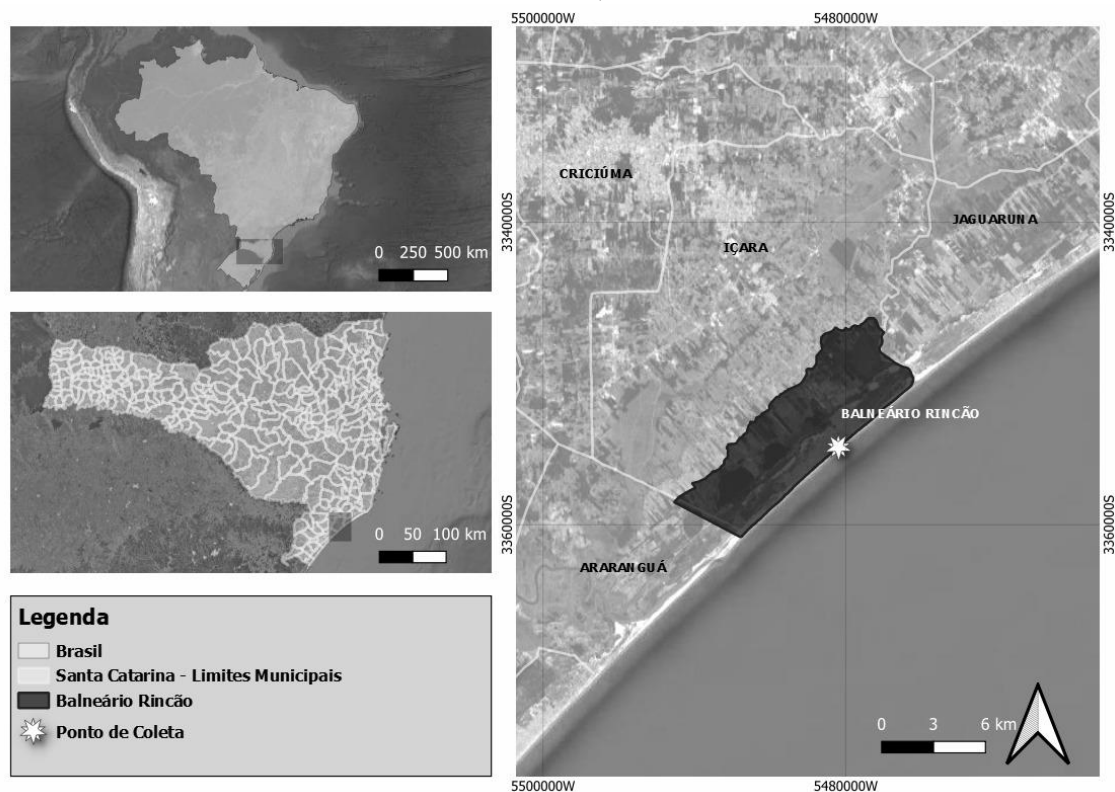 0 250 500 km
0 50 100 km
Legenda
Brasil
Santa Catarina - Limites Municipais
Balneário Rincão
Ponto de Coleta
5500000W
5480000W
CRICIÚMA
JAGUARUNA
IÇARA
3340000S
3340000S
BALNEÁRIO RINCÃO
3360000S
3360000S
ARARANGUÁ
0 3 6 km
5500000W
5480000W